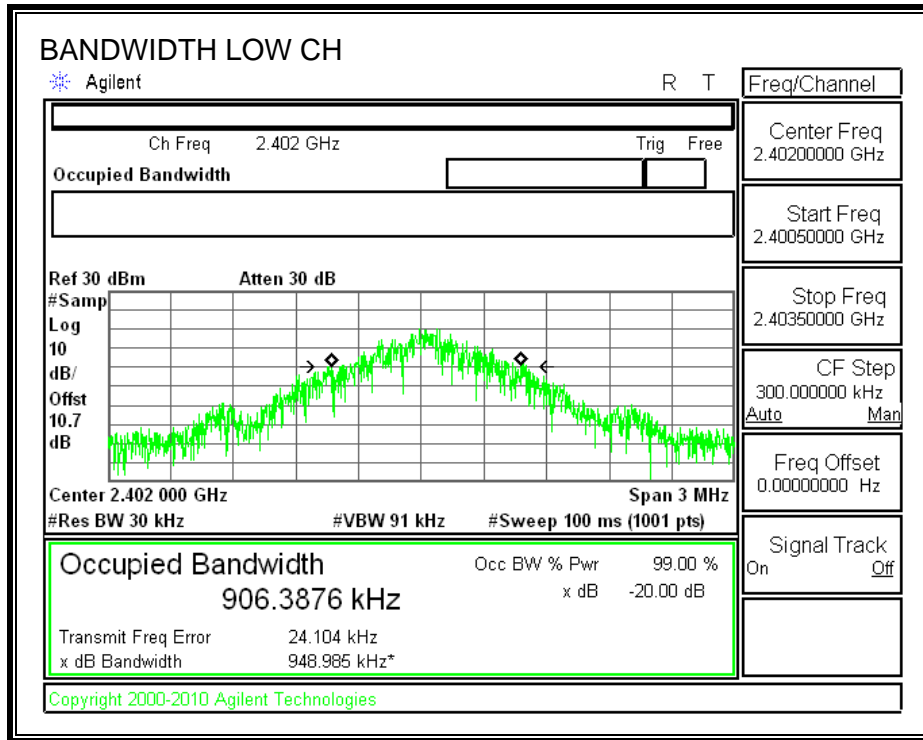 BANDWIDTH LOW CH
Agilent R T
Freq/Channel
Ch Freq 2.402 GHz Trig Free
Occupied Bandwidth
Center Freq
2.40200000 GHz
Start Freq
2.40050000 GHz
Stop Freq
2.40350000 GHz
CF Step
300.000000 kHz
Auto Man
Freq Offset
0.00000000 Hz
Signal Track
On Off
Ref 30 dBm Atten 30 dB
#Samp
Log
10
dB/
Offst
10.7
dB
Center 2.402 000 GHz Span 3 MHz
#Res BW 30 kHz #VBW 91 kHz #Sweep 100 ms (1001 pts)
Occupied Bandwidth Occ BW % Pwr 99.00 %
906.3876 kHz x dB -20.00 dB
Transmit Freq Error 24.104 kHz
x dB Bandwidth 948.985 kHz*
Copyright 2000-2010 Agilent Technologies